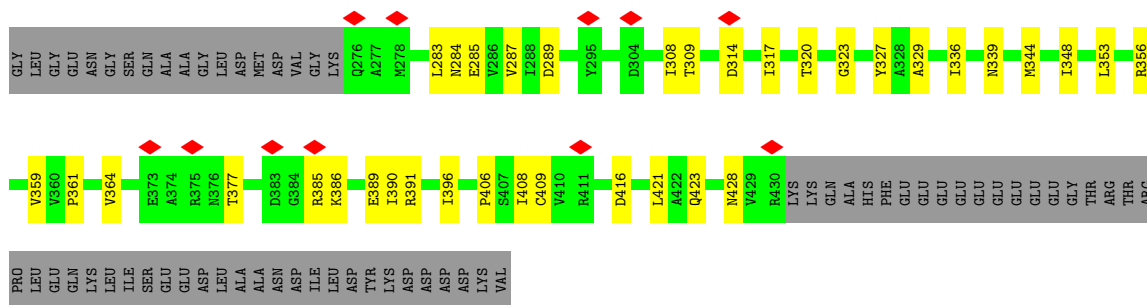 GLY LEU GLY GLU ASN GLY SER GLN ALA ALA GLY LEU ASP MET ASP VAL GLY LYS Q276 A277 M278 L283 N284 E285 V286 V287 I288 D289 Y295 D304 I308 T309 D314 I317 T320 G323 Y327 A328 A329 I336 N339 M344 I348 L353 R356
V359 V360 P361 V364 E373 A374 R375 N376 T377 D383 G384 R385 K386 E389 I390 R391 I396 P406 S407 I408 C409 V410 R411 D416 L421 A422 Q423 N428 V429 R430 LYS LYS GLN ALA HIS PHE GLU GLU GLU GLU GLU GLU GLU GLU GLY THR ARG THR ARG
PRO LEU GLU GLN LYS LEU ILE SER GLU GLU ASP LEU ALA ALA ASN ASP ILE LEU ASP TYR LYS ASP ASP ASP ASP LYS VAL